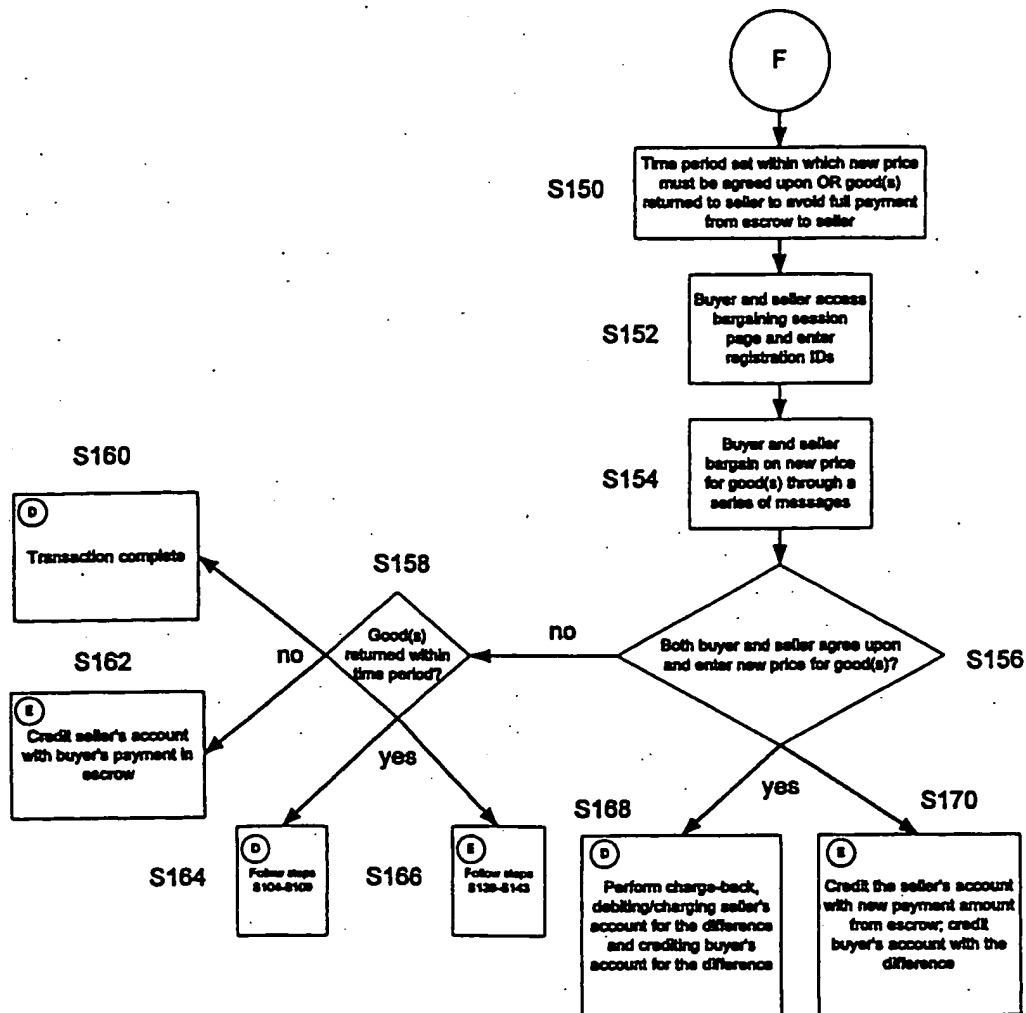 F
S150
Time period set within which new price
must be agreed upon OR good(s)
returned to seller to avoid full payment
from escrow to seller
S152
Buyer and seller access
bargaining session
page and enter
registration IDs
S154
Buyer and seller
bargain on new price
for good(s) through a
series of messages
S156
Both buyer and seller agree upon
and enter new price for good(s)?
no
yes
S158
Good(s)
returned within
time period?
no
yes
S160
D
Transaction complete
S162
E
Credit seller's account
with buyer's payment in
escrow
S164
D
Follow steps
S104-S109
S166
E
Follow steps
S139-S143
S168
D
Perform charge-back,
debiting/charging seller's
account for the difference
and crediting buyer's
account for the difference
S170
E
Credit the seller's account
with new payment amount
from escrow; credit
buyer's account with the
difference